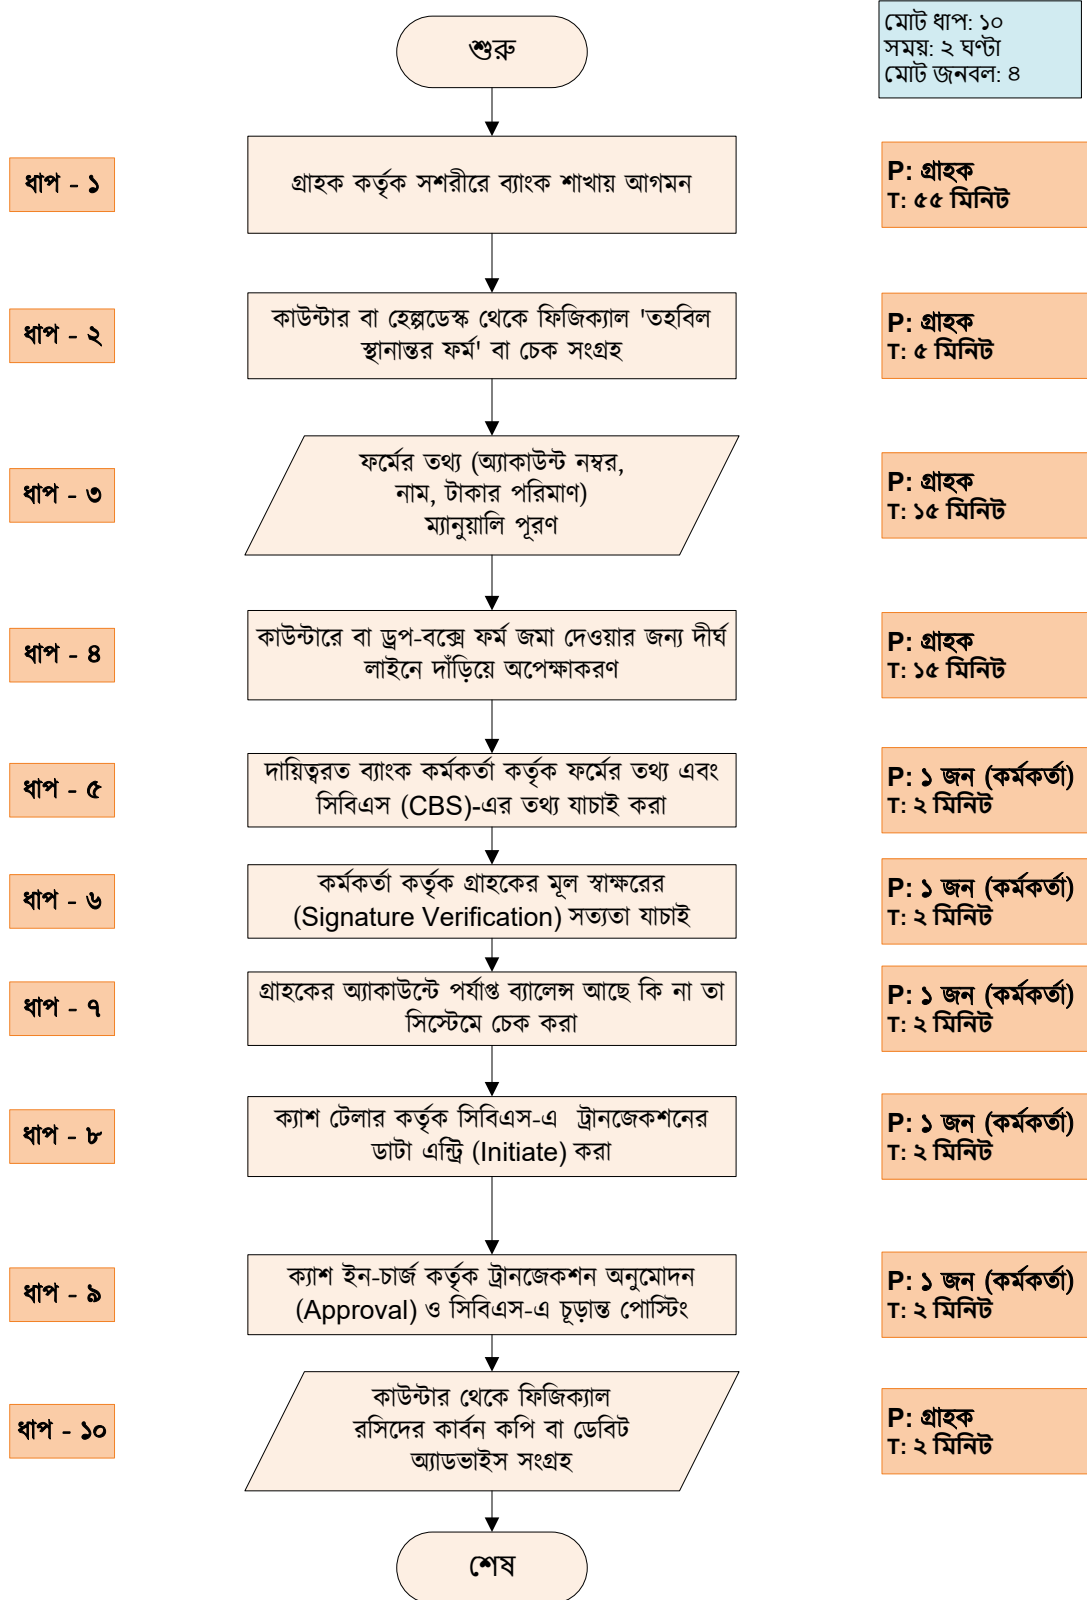 মোট ধাপ: ১০
সময়: ২ ঘণ্টা
মোট জনবল: ৪
শুরু
ধাপ - ১
গ্রাহক কর্তৃক সশরীরে ব্যাংক শাখায় আগমন
P: গ্রাহক
T: ৫৫ মিনিট
ধাপ - ২
কাউন্টার বা হেল্পডেস্ক থেকে ফিজিক্যাল 'তহবিল
স্থানান্তর ফর্ম' বা চেক সংগ্রহ
P: গ্রাহক
T: ৫ মিনিট
ধাপ - ৩
ফর্মের তথ্য (অ্যাকাউন্ট নম্বর,
নাম, টাকার পরিমাণ)
ম্যানুয়ালি পূরণ
P: গ্রাহক
T: ১৫ মিনিট
ধাপ - ৪
কাউন্টারে বা ড্রপ-বক্সে ফর্ম জমা দেওয়ার জন্য দীর্ঘ
লাইনে দাঁড়িয়ে অপেক্ষাকরণ
P: গ্রাহক
T: ১৫ মিনিট
ধাপ - ৫
দায়িত্বরত ব্যাংক কর্মকর্তা কর্তৃক ফর্মের তথ্য এবং
সিবিএস (CBS)-এর তথ্য যাচাই করা
P: ১ জন (কর্মকর্তা)
T: ২ মিনিট
ধাপ - ৬
কর্মকর্তা কর্তৃক গ্রাহকের মূল স্বাক্ষরের
(Signature Verification) সত্যতা যাচাই
P: ১ জন (কর্মকর্তা)
T: ২ মিনিট
ধাপ - ৭
গ্রাহকের অ্যাকাউন্টে পর্যাপ্ত ব্যালেন্স আছে কি না তা
সিস্টেমে চেক করা
P: ১ জন (কর্মকর্তা)
T: ২ মিনিট
ধাপ - ৮
ক্যাশ টেলার কর্তৃক সিবিএস-এ ট্রানজেকশনের
ডাটা এন্ট্রি (Initiate) করা
P: ১ জন (কর্মকর্তা)
T: ২ মিনিট
ধাপ - ৯
ক্যাশ ইন-চার্জ কর্তৃক ট্রানজেকশন অনুমোদন
(Approval) ও সিবিএস-এ চূড়ান্ত পোস্টিং
P: ১ জন (কর্মকর্তা)
T: ২ মিনিট
ধাপ - ১০
কাউন্টার থেকে ফিজিক্যাল
রসিদের কার্বন কপি বা ডেবিট
অ্যাডভাইস সংগ্রহ
P: গ্রাহক
T: ২ মিনিট
শেষ